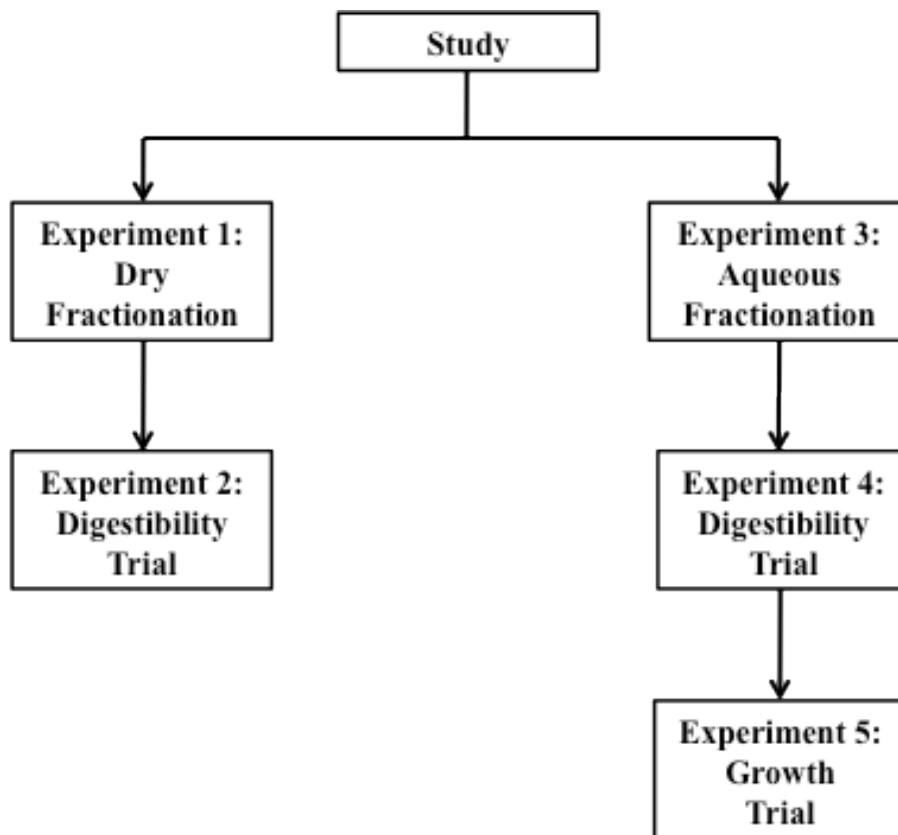 Study
Experiment 1:
Dry
Fractionation
Experiment 3:
Aqueous
Fractionation
Experiment 2:
Digestibility
Trial
Experiment 4:
Digestibility
Trial
Experiment 5:
Growth
Trial